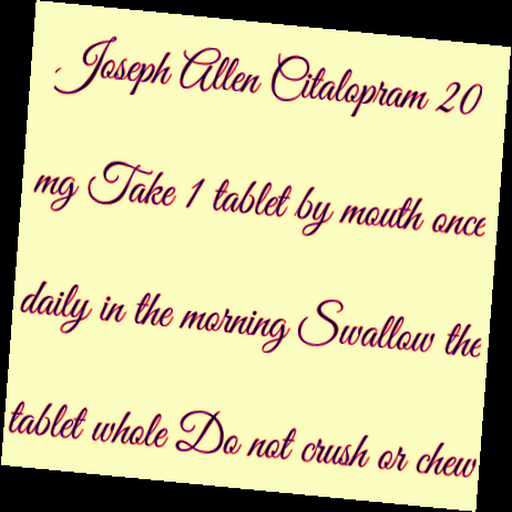 Joseph Allen Citalopram 20
mg Take 1 tablet by mouth once
daily in the morning Swallow the
tablet whole Do not crush or chew